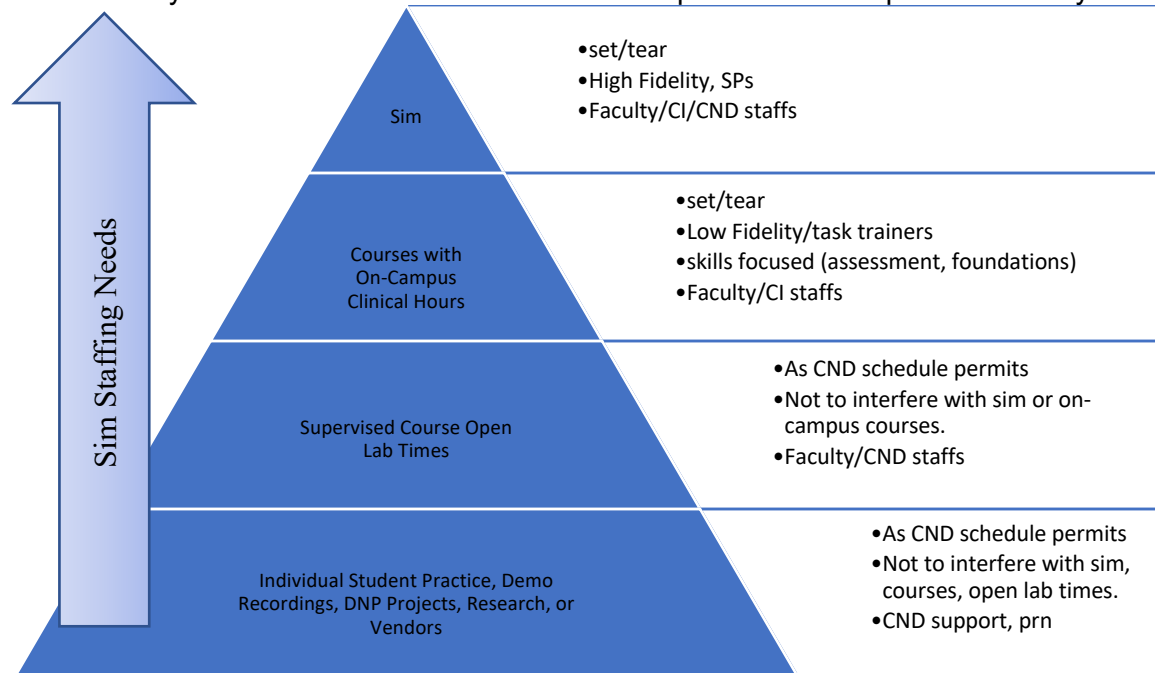 Sim Staffing Needs
Sim
•set/tear
•High Fidelity, SPs
•Faculty/CI/CND staffs
Courses with
On-Campus
Clinical Hours
•set/tear
•Low Fidelity/task trainers
•skills focused (assessment, foundations)
•Faculty/CI staffs
Supervised Course Open
Lab Times
•As CND schedule permits
•Not to interfere with sim or on-
campus courses.
•Faculty/CND staffs
Individual Student Practice, Demo
Recordings, DNP Projects, Research, or
Vendors
•As CND schedule permits
•Not to interfere with sim,
courses, open lab times.
•CND support, prn